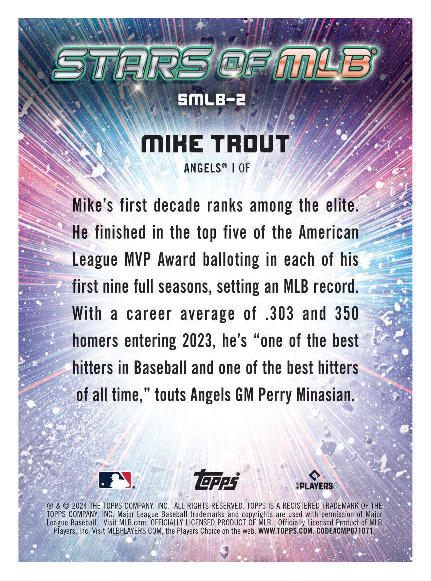 STARS OF MLB®
SMLB-2
MIKE TROUT
ANGELS® | OF
Mike's first decade ranks among the elite.
He finished in the top five of the American
League MVP Award balloting in each of his
first nine full seasons, setting an MLB record.
With a career average of .303 and 350
homers entering 2023, he's "one of the best
hitters in Baseball and one of the best hitters
of all time," touts Angels GM Perry Minasian.
Topps®
MLB PLAYERS
® & © 2024 THE TOPPS COMPANY, INC. ALL RIGHTS RESERVED. TOPPS IS A REGISTERED TRADEMARK OF THE
TOPPS COMPANY, INC. Major League Baseball trademarks and copyrights are used with permission of Major
League Baseball. Visit MLB.com. OFFICIALLY LICENSED PRODUCT OF MLB Officially Licensed Product of MLB
Players, Inc. Visit MLBPLAYERS.COM, the Players Choice on the web. WWW.TOPPS.COM. CODE#CMP071071